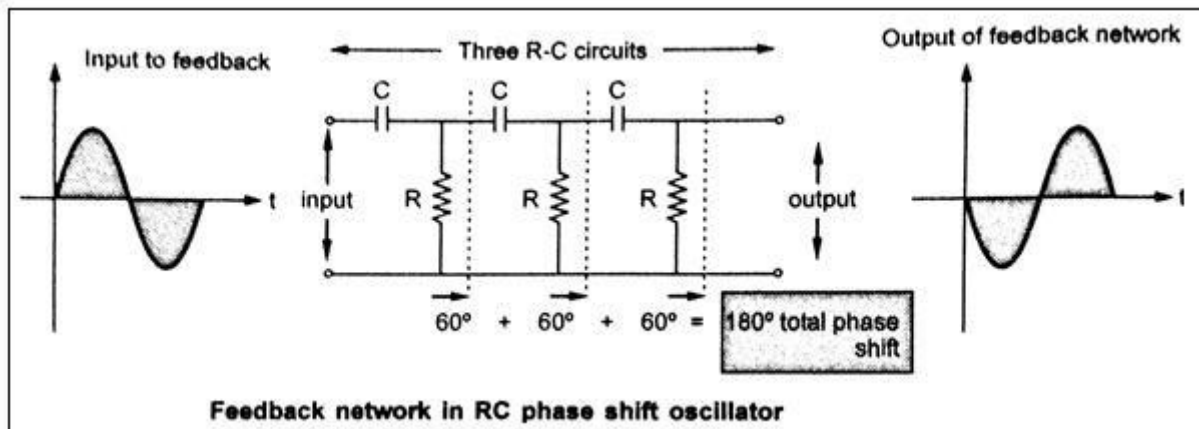 Input to feedback
Three R-C circuits
Output of feedback network
C C C
t
input
R R R
output
t
60º + 60º + 60º = 180º total phase
shift
Feedback network in RC phase shift oscillator